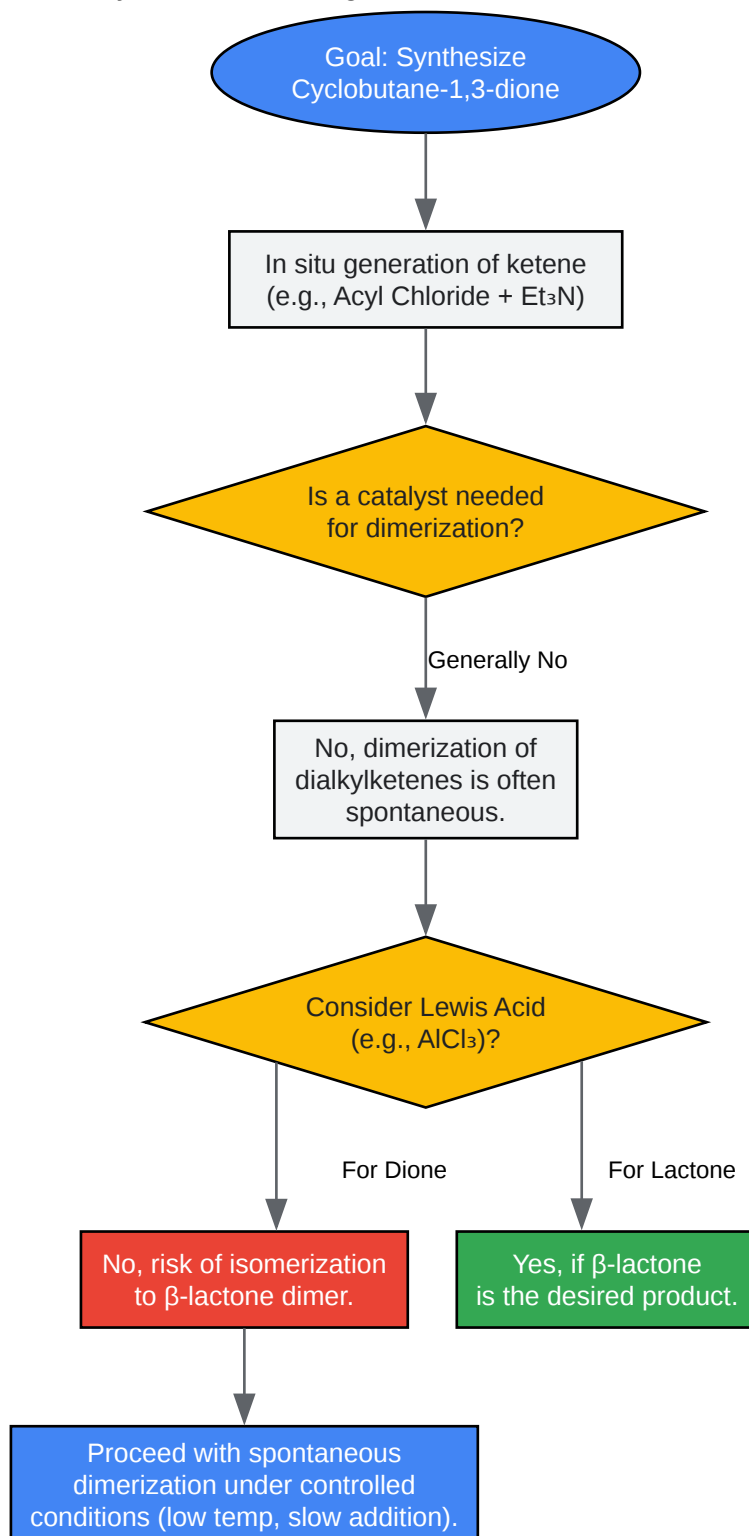 Goal: Synthesize
Cyclobutane-1,3-dione
In situ generation of ketene
(e.g., Acyl Chloride + Et₃N)
Is a catalyst needed
for dimerization?
Generally No
No, dimerization of
dialkylketenes is often
spontaneous.
Consider Lewis Acid
(e.g., AlCl₃)?
For Dione
For Lactone
No, risk of isomerization
to β-lactone dimer.
Yes, if β-lactone
is the desired product.
Proceed with spontaneous
dimerization under controlled
conditions (low temp, slow addition).